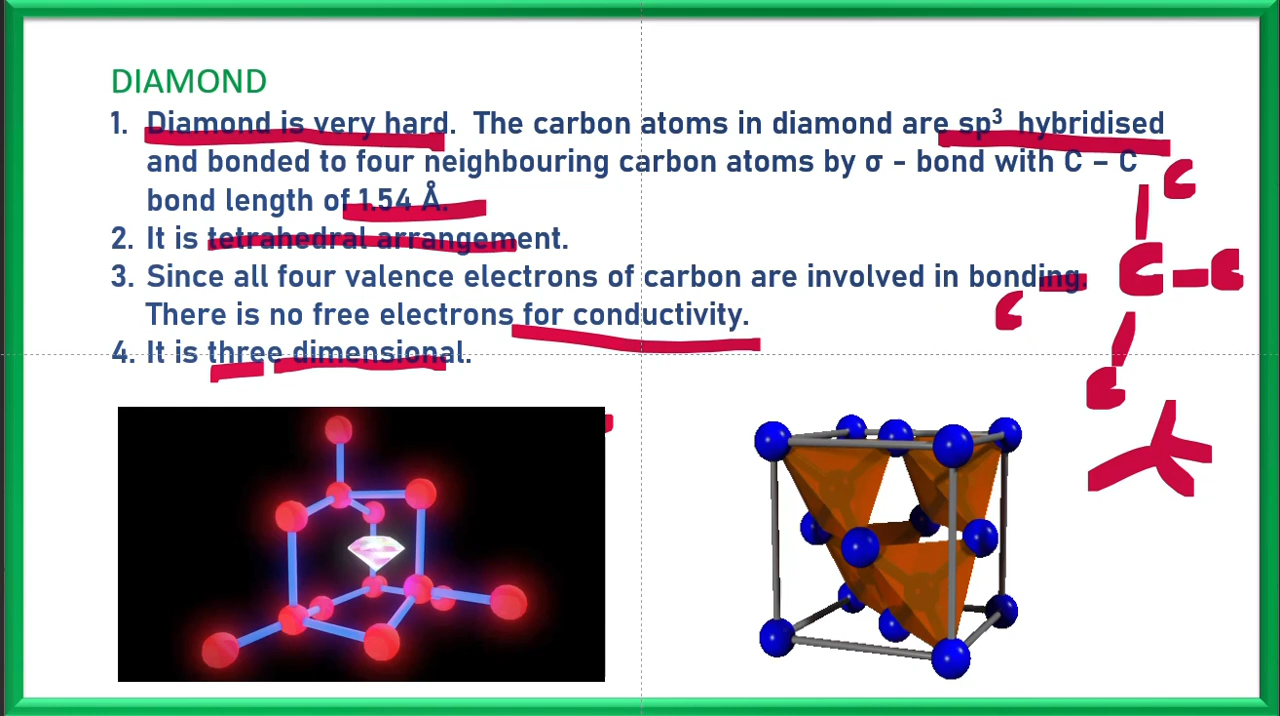 DIAMOND
1. Diamond is very hard. The carbon atoms in diamond are sp³ hybridised
and bonded to four neighbouring carbon atoms by σ - bond with C – C
bond length of 1.54 Å.
2. It is tetrahedral arrangement.
3. Since all four valence electrons of carbon are involved in bonding.
There is no free electrons for conductivity.
4. It is three dimensional.
C
C – C
C
C